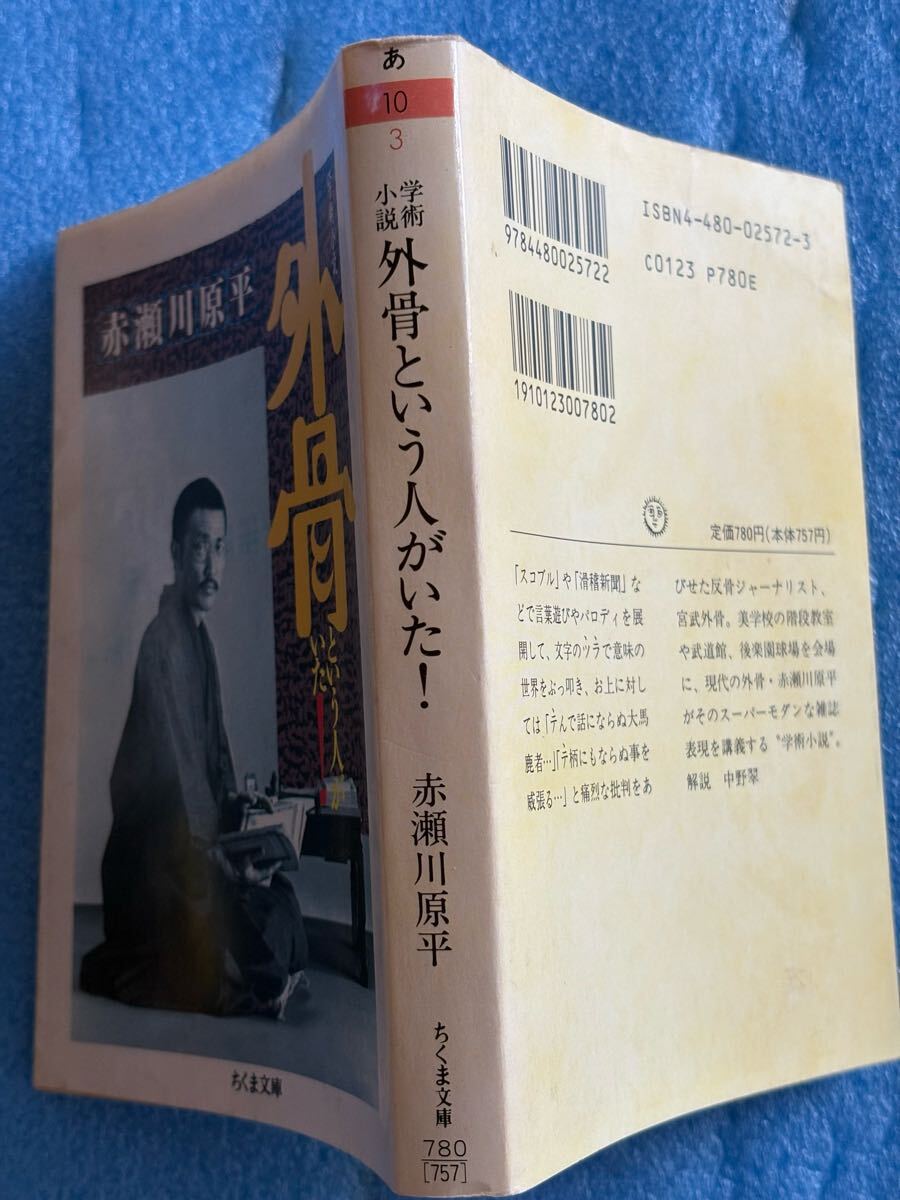 赤瀬川原平
外骨
という人が
いた!
ちくま文庫
あ
10
3
学術
小説
外骨という人がいた!
赤瀬川原平
ちくま文庫
780
[757]
9784480025722
ISBN4-480-02572-3
C0123 P780E
1910123007802
定価780円(本体757円)
「スコブル」や「滑稽新聞」な
どで言葉遊びやパロディを展
開して、文字のツラで意味の
世界をぶっ叩き、お上に対し
ては「テんで話にならぬ大馬
鹿者…」「テ柄にもならぬ事を
威張る…」と痛烈な批判をあ
びせた反骨ジャーナリスト、
宮武外骨。美学校の階段教室
や武道館、後楽園球場を会場
に、現代の外骨・赤瀬川原平
がそのスーパーモダンな雑誌
表現を講義する〝学術小説〟。
解説 中野翠